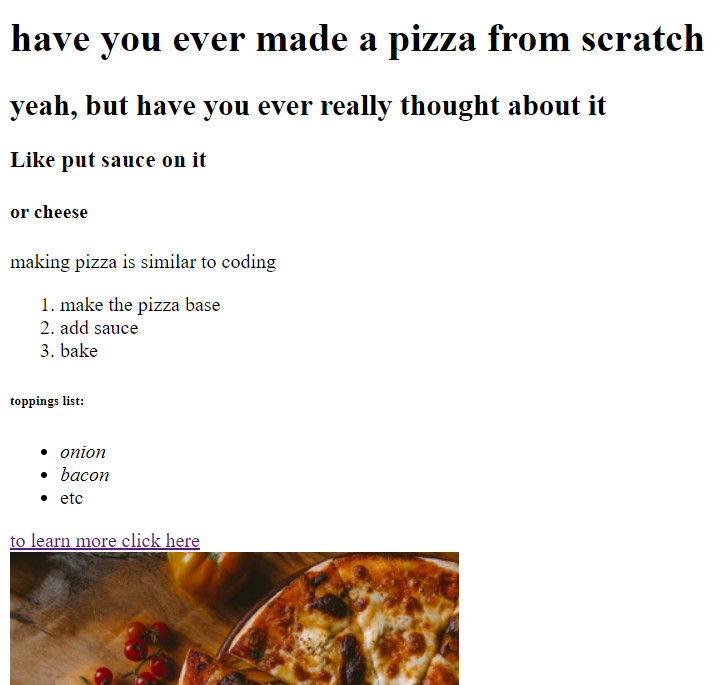 have you ever made a pizza from scratch
yeah, but have you ever really thought about it
Like put sauce on it
or cheese
making pizza is similar to coding
1. make the pizza base
2. add sauce
3. bake
toppings list:
• onion
• bacon
• etc
to learn more click here